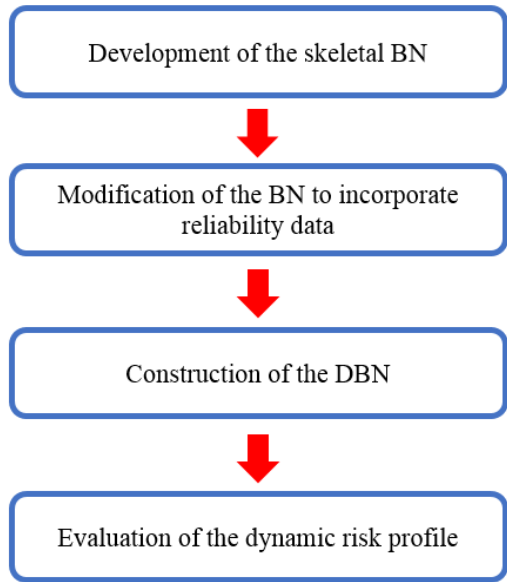 Development of the skeletal BN
Modification of the BN to incorporate
reliability data
Construction of the DBN
Evaluation of the dynamic risk profile